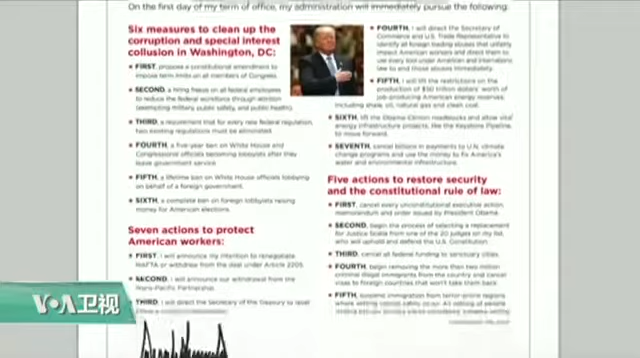 On the first day of my term of office, my administration will immediately pursue the following:
Six measures to clean up the
corruption and special interest
collusion in Washington, DC:
• FIRST, propose a constitutional amendment to
impose term limits on all members of Congress.
• SECOND, a hiring freeze on all federal employees
to reduce the federal workforce through attrition
(exempting military, public safety, and public health).
• THIRD, a requirement that for every new federal regulation,
two existing regulations must be eliminated.
• FOURTH, a five-year ban on White House and
Congressional officials becoming lobbyists after they
leave government service.
• FIFTH, a lifetime ban on White House officials lobbying
on behalf of a foreign government.
• SIXTH, a complete ban on foreign lobbyists raising
money for American elections.
Seven actions to protect
American workers:
• FIRST, I will announce my intention to renegotiate
NAFTA or withdraw from the deal under Article 2205.
• SECOND, I will announce our withdrawal from the
Trans-Pacific Partnership.
• THIRD, I will direct the Secretary of the Treasury to label
• FOURTH, I will direct the Secretary of
Commerce and U.S. Trade Representative to
identify all foreign trading abuses that unfairly
impact American workers and direct them to
use every tool under American and international
law to end those abuses immediately.
• FIFTH, I will lift the restrictions on the
production of $50 trillion dollars' worth of
job-producing American energy reserves,
including shale, oil, natural gas and clean coal.
• SIXTH, lift the Obama-Clinton roadblocks and allow vital
energy infrastructure projects, like the Keystone Pipeline,
to move forward.
• SEVENTH, cancel billions in payments to U.N. climate
change programs and use the money to fix America's
water and environmental infrastructure.
Five actions to restore security
and the constitutional rule of law:
• FIRST, cancel every unconstitutional executive action,
memorandum and order issued by President Obama.
• SECOND, begin the process of selecting a replacement
for Justice Scalia from one of the 20 judges on my list,
who will uphold and defend the U.S. Constitution.
• THIRD, cancel all federal funding to sanctuary cities.
• FOURTH, begin removing the more than two million
criminal illegal immigrants from the country and cancel
visas to foreign countries that won't take them back.
• FIFTH, suspend immigration from terror-prone regions
where vetting cannot safely occur. All vetting of people
VOA卫视